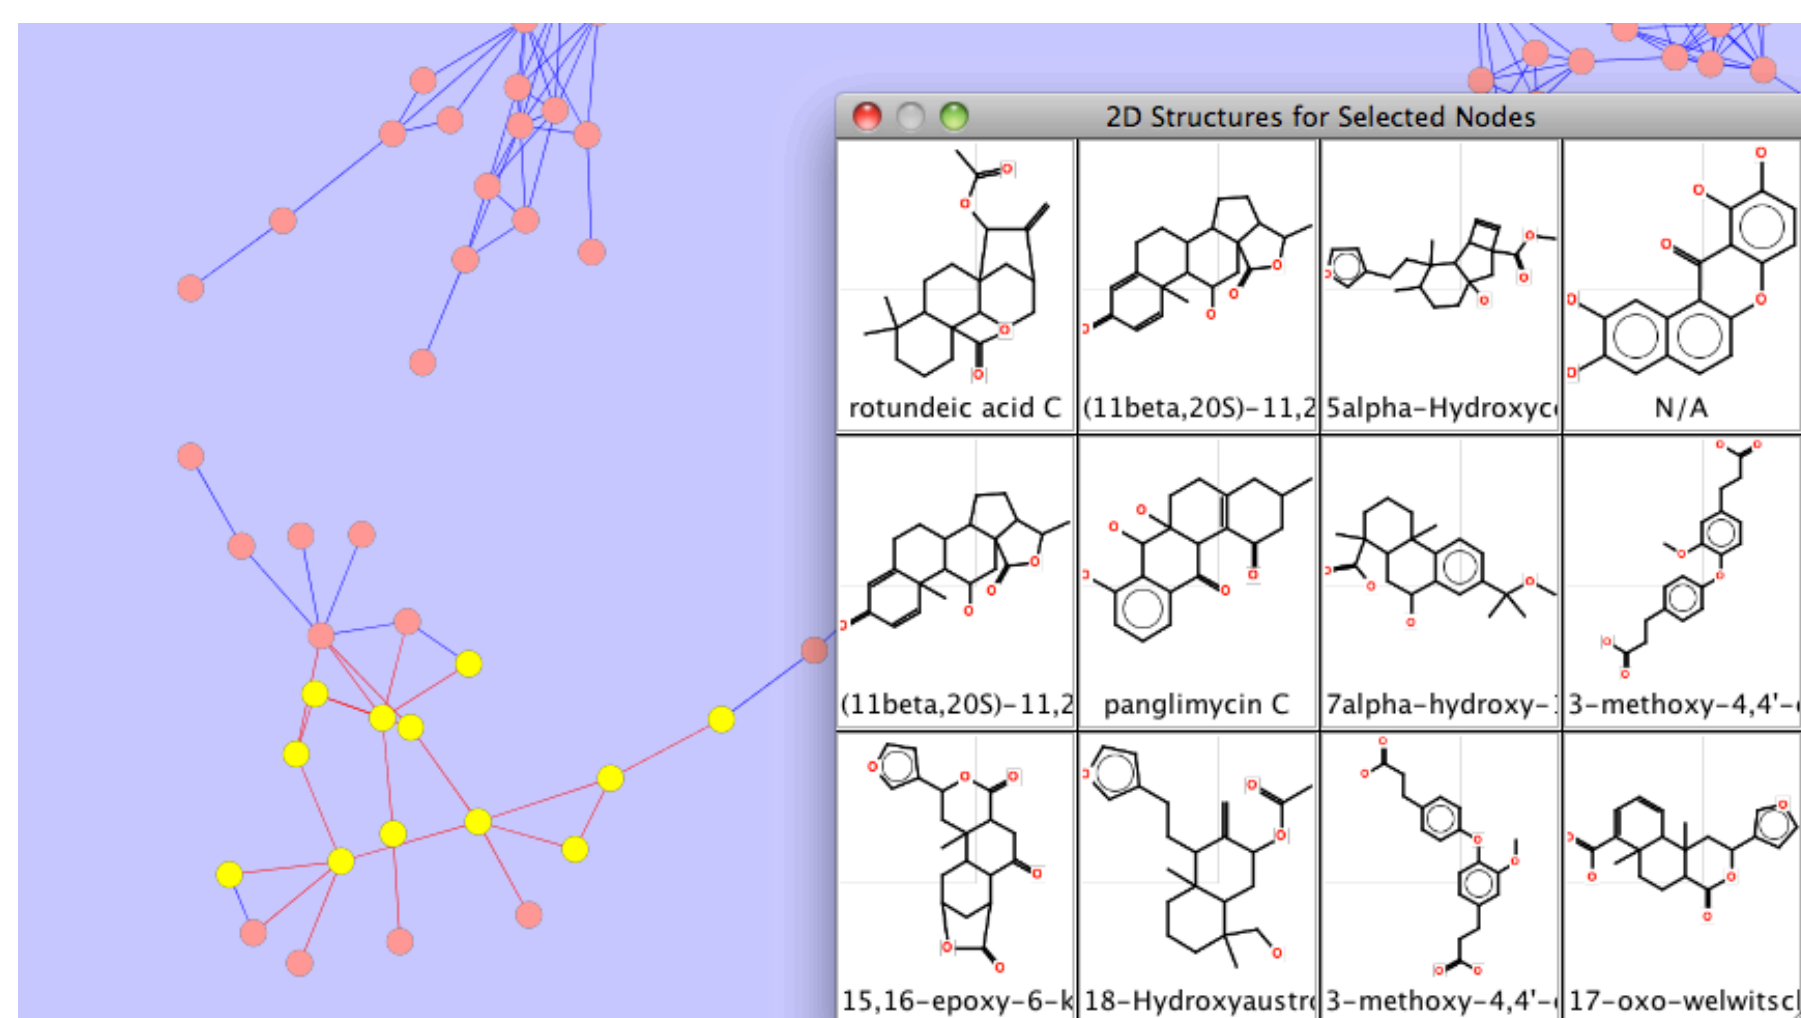 2D Structures for Selected Nodes
rotundeic acid C
(11beta,20S)-11,2
5alpha-Hydroxyc
N/A
(11beta,20S)-11,2
panglimycin C
7alpha-hydroxy-
3-methoxy-4,4'-
15,16-epoxy-6-k
18-Hydroxyaustr
3-methoxy-4,4'-
17-oxo-welwitsc